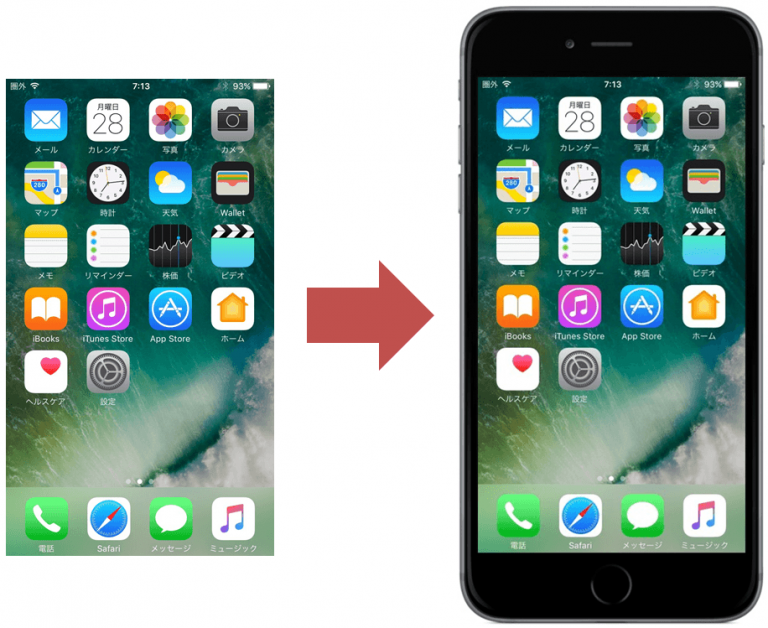 圏外 7:13 93%
月曜日
28
メール カレンダー 写真 カメラ
280
マップ 時計 天気 Wallet
メモ リマインダー 株価 ビデオ
iBooks iTunes Store App Store ホーム
ヘルスケア 設定
電話 Safari メッセージ ミュージック
圏外 7:13 93%
月曜日
28
メール カレンダー 写真 カメラ
280
マップ 時計 天気 Wallet
メモ リマインダー 株価 ビデオ
iBooks iTunes Store App Store ホーム
ヘルスケア 設定
電話 Safari メッセージ ミュージック